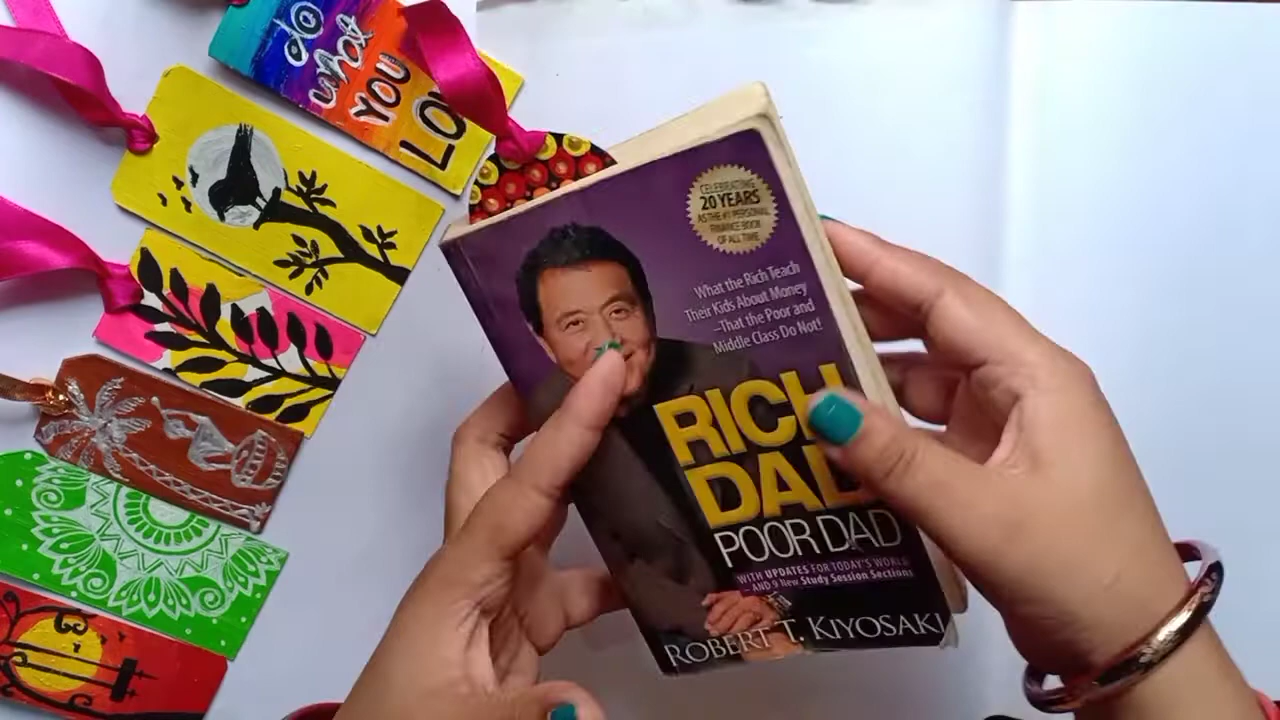 do
what
YOU
LO
CELEBRATING
20 YEARS
AS THE #1 PERSONAL
FINANCE BOOK
OF ALL TIME
What the Rich Teach
Their Kids About Money
–That the Poor and
Middle Class Do Not!
RICH
DAD
POOR DAD
WITH UPDATES FOR TODAY'S WORLD
– AND 9 New Study Session Sections
ROBERT T. KIYOSAKI